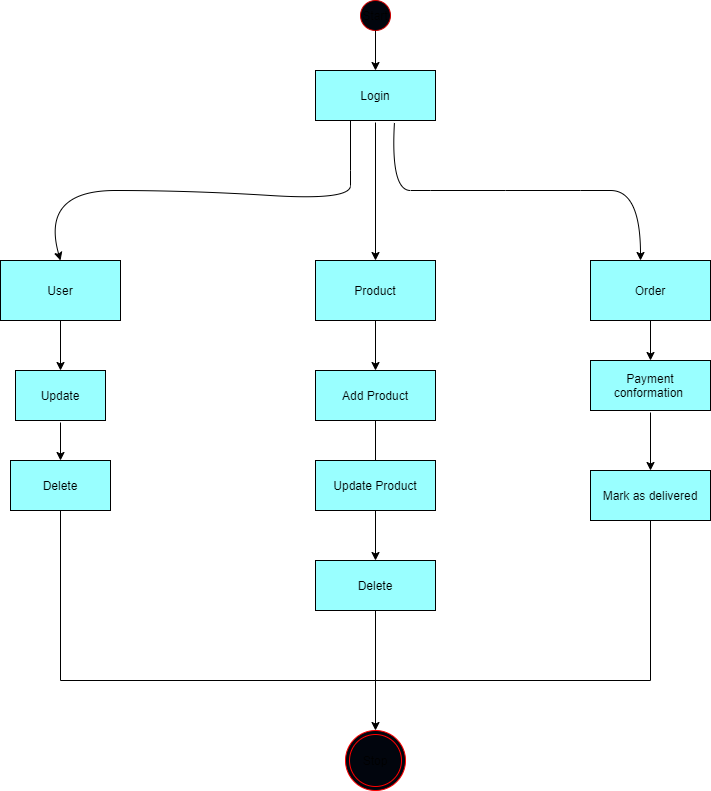 Login
User
Product
Order
Update
Add Product
Payment
conformation
Delete
Update Product
Mark as delivered
Delete